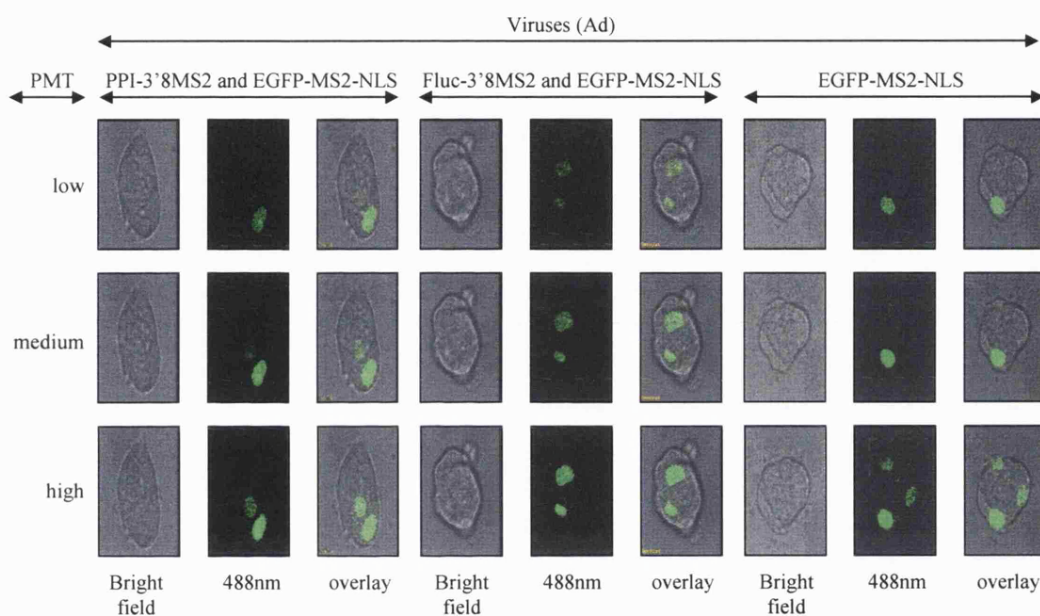 Viruses (Ad)
PMT PPI-3'8MS2 and EGFP-MS2-NLS Fluc-3'8MS2 and EGFP-MS2-NLS EGFP-MS2-NLS
low
medium
high
Bright field 488nm overlay Bright field 488nm overlay Bright field 488nm overlay